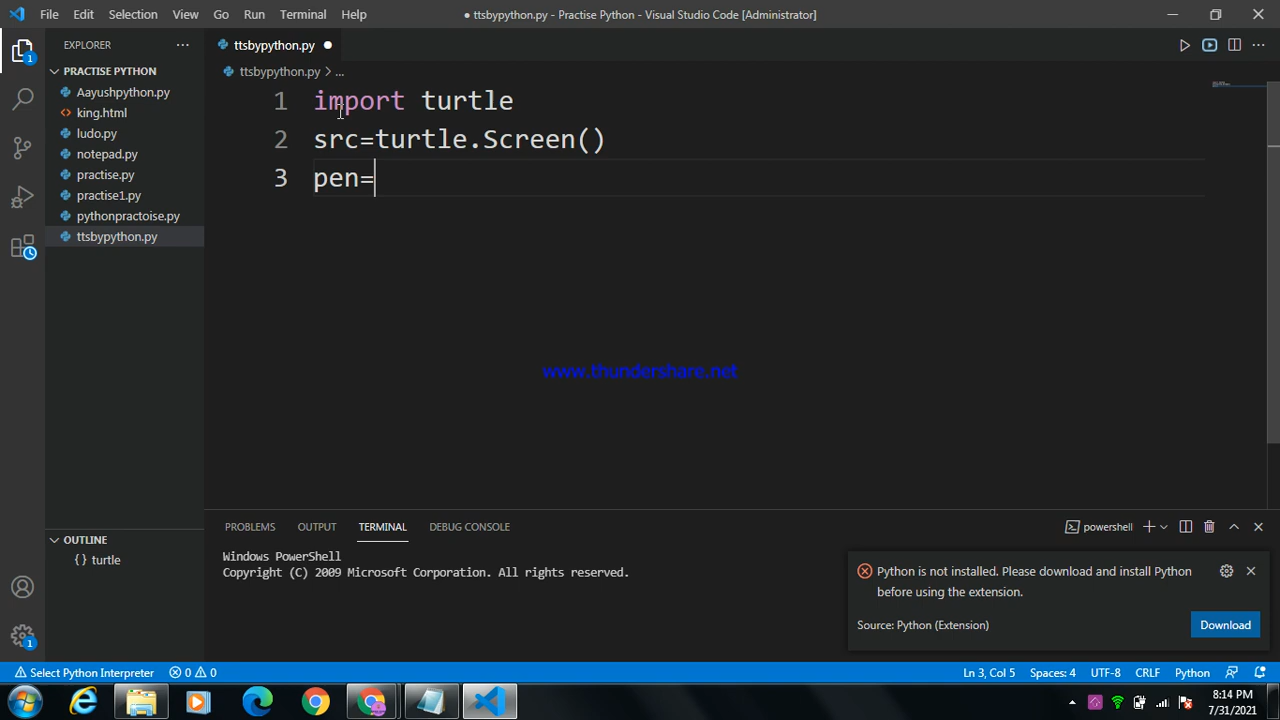 File Edit Selection View Go Run Terminal Help
● ttsbypython.py - Practise Python - Visual Studio Code [Administrator]
EXPLORER
ttsbypython.py
PRACTISE PYTHON
ttsbypython.py > ...
Aayushpython.py
king.html
ludo.py
notepad.py
practise.py
practise1.py
pythonpractoise.py
ttsbypython.py
1 import turtle
2 src=turtle.Screen()
3 pen=
www.thundershare.net
OUTLINE
{} turtle
PROBLEMS OUTPUT TERMINAL DEBUG CONSOLE
powershell
Windows PowerShell
Copyright (C) 2009 Microsoft Corporation. All rights reserved.
Python is not installed. Please download and install Python
before using the extension.
Source: Python (Extension)
Download
1
1
Select Python Interpreter 0 0
Ln 3, Col 5 Spaces: 4 UTF-8 CRLF Python
8:14 PM
7/31/2021